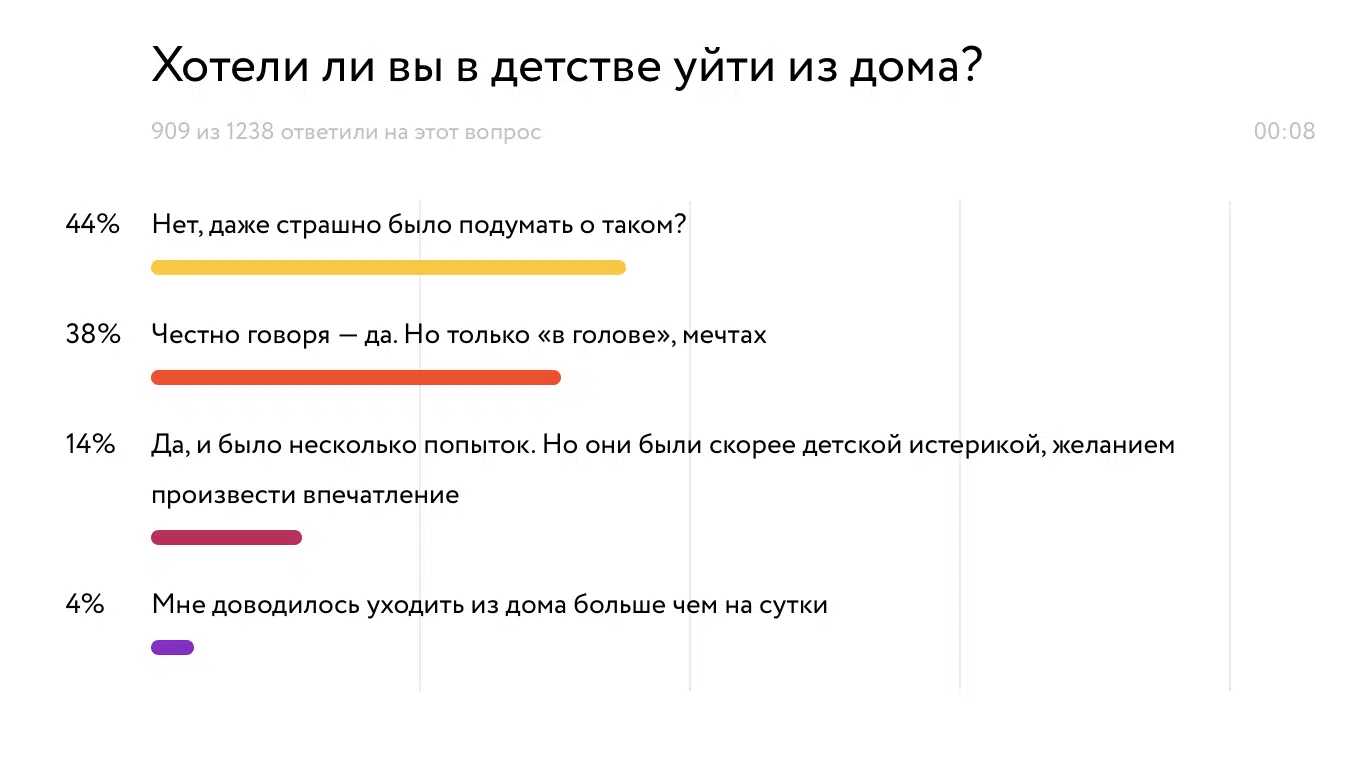 Хотели ли вы в детстве уйти из дома?
909 из 1238 ответили на этот вопрос
00:08
44% Нет, даже страшно было подумать о таком?
38% Честно говоря — да. Но только «в голове», мечтах
14% Да, и было несколько попыток. Но они были скорее детской истерикой, желанием
произвести впечатление
4% Мне доводилось уходить из дома больше чем на сутки